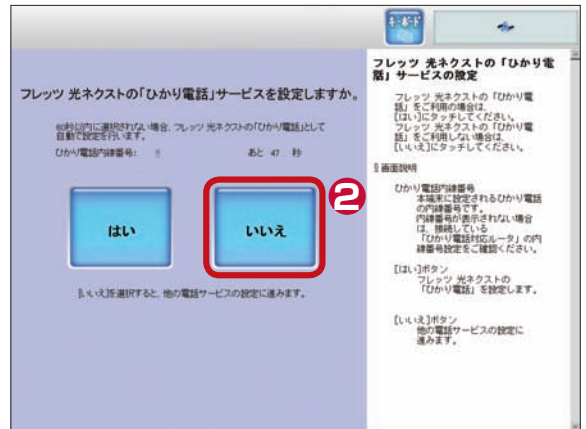 キーボード
フレッツ 光ネクストの「ひかり電話」サービスを設定しますか。
60秒以内に選択されない場合、フレッツ 光ネクストの「ひかり電話」として
自動で設定を行います。
ひかり電話内線番号:
あと 47 秒
2
はい
いいえ
[いいえ]を選択すると、他の電話サービスの設定に進みます。
フレッツ 光ネクストの「ひかり電
話」サービスの設定
フレッツ 光ネクストの「ひかり電
話」をご利用の場合は、
[はい]にタッチしてください。
フレッツ 光ネクストの「ひかり電
話」をご利用しない場合は、
[いいえ]にタッチしてください。
画面説明
ひかり電話内線番号
本端末に設定されるひかり電話
の内線番号です。
内線番号が表示されない場合
は、接続している
「ひかり電話対応ルータ」の内
線番号設定をご確認ください。
[はい]ボタン
フレッツ 光ネクストの
「ひかり電話」を設定します。
[いいえ]ボタン
他の電話サービスの設定に
進みます。